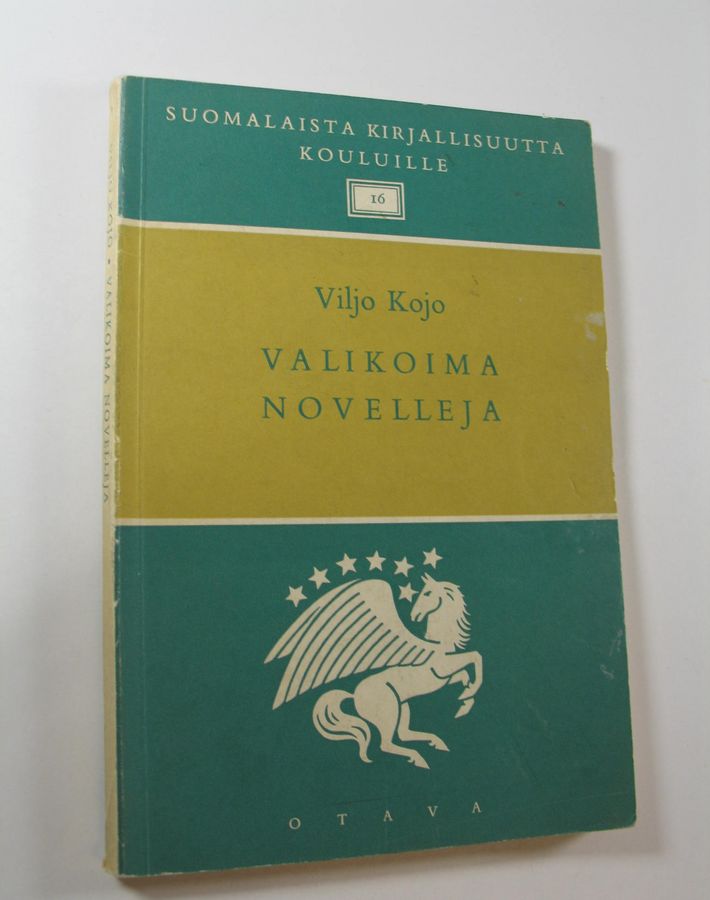 SUOMALAISTA KIRJALLISUUTTA
KOULUILLE
16
Viljo Kojo
VALIKOIMA
NOVELLEJA
OTAVA
VILJO KOJO • VALIKOIMA NOVELLEJA